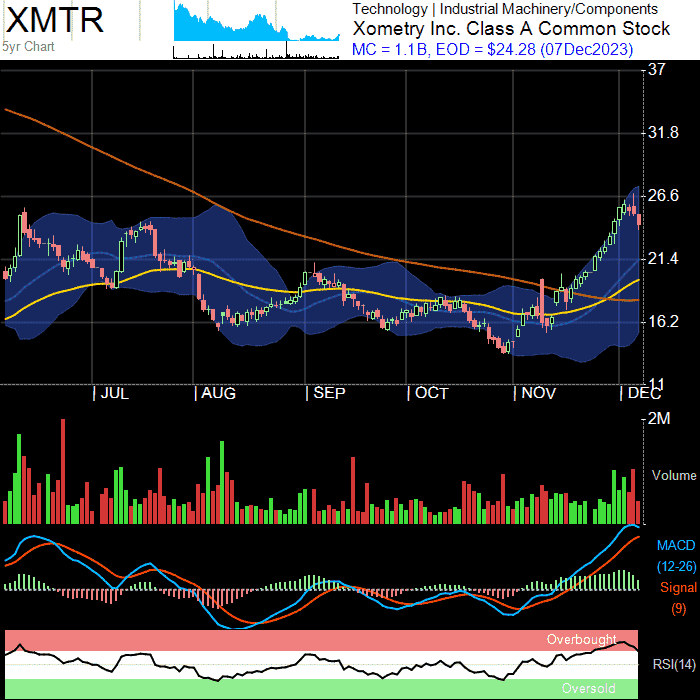 XMTR
5yr Chart
Technology | Industrial Machinery/Components
Xometry Inc. Class A Common Stock
MC = 1.1B, EOD = $24.28 (07Dec2023)
37
31.8
26.6
21.4
16.2
11
| JUL | AUG | SEP | OCT | NOV | DEC
2M
Volume
MACD
(12-26)
Signal
(9)
Overbought
RSI(14)
Oversold